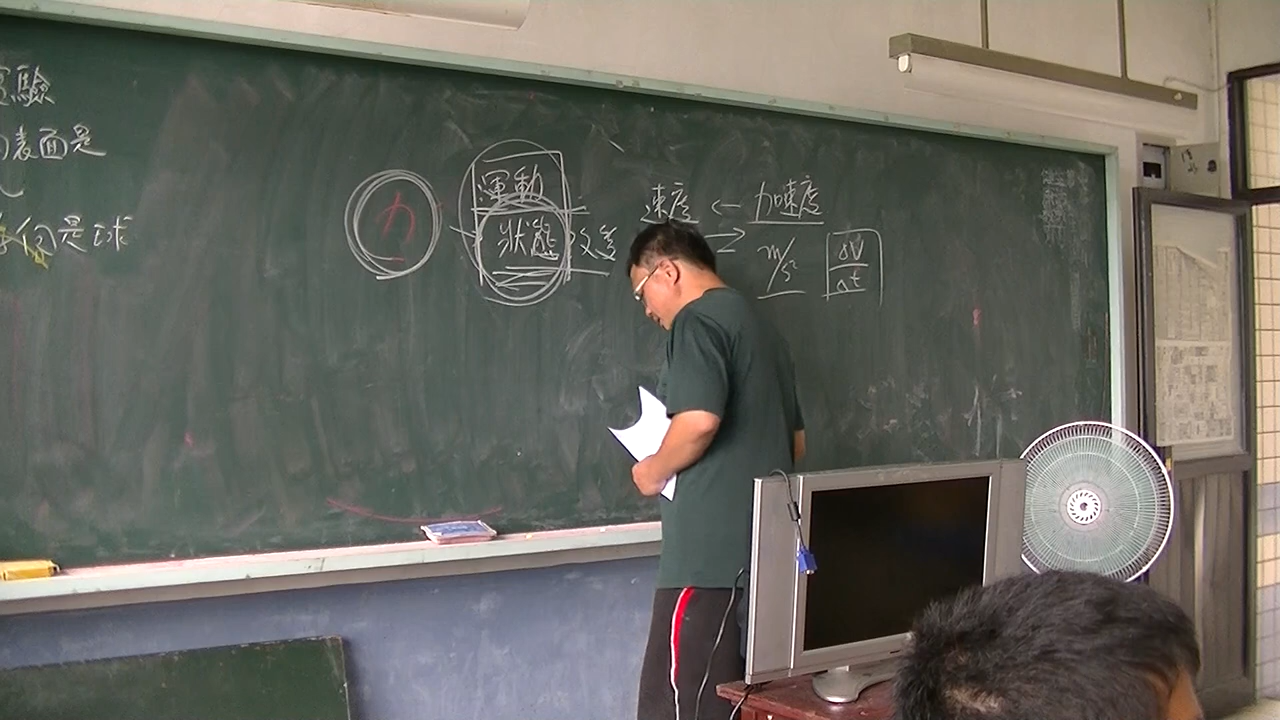 實驗
表面是
向是球
力
運動
狀態改變
速度 ← 加速度
m/s²
ΔV
Δt